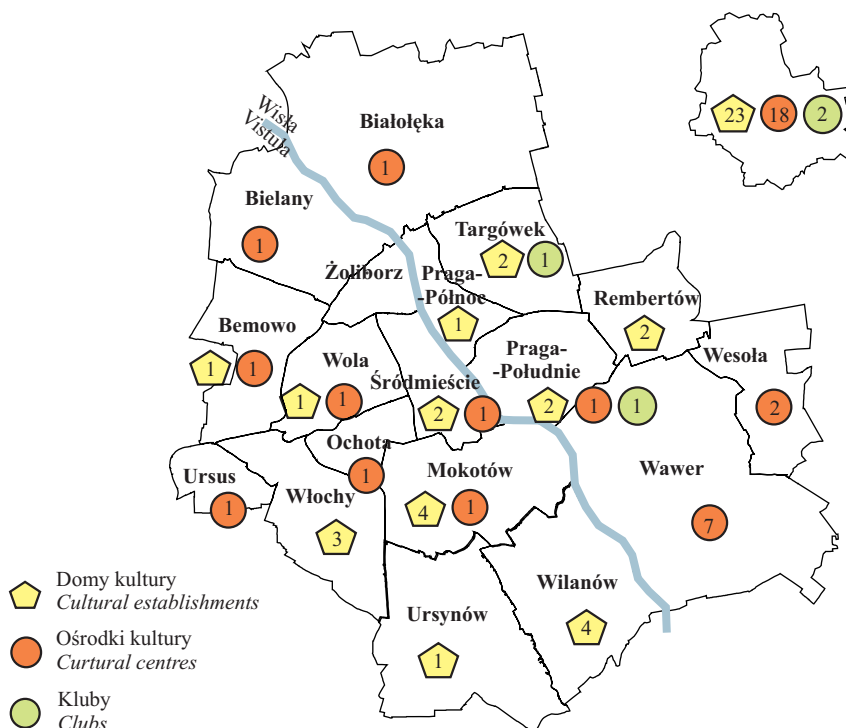 Wisła
Vistula
Białołęka
1
23 18 2
Bielany
1
Targówek
2 1
Żoliborz
Praga-
-Północ
1
Rembertów
2
Bemowo
1 1
Wola
1 1
Śródmieście
2 1
Praga-
-Południe
2 1 1
Wesoła
2
Ochota
1
Ursus
1
Włochy
3
Mokotów
4 1
Wawer
7
Wilanów
4
Ursynów
1
Domy kultury
Cultural establishments
Ośrodki kultury
Curtural centres
Kluby
Clubs